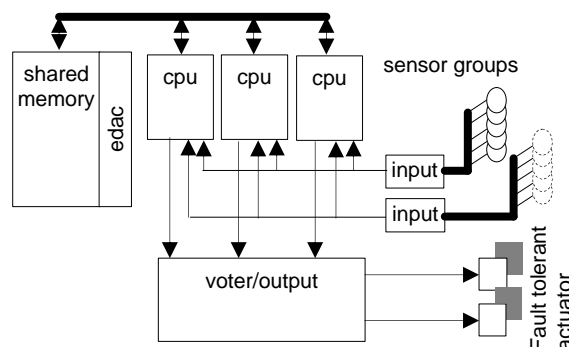 shared
memory
edac
cpu
cpu
cpu
sensor groups
input
input
voter/output
Fault tolerant
actuator